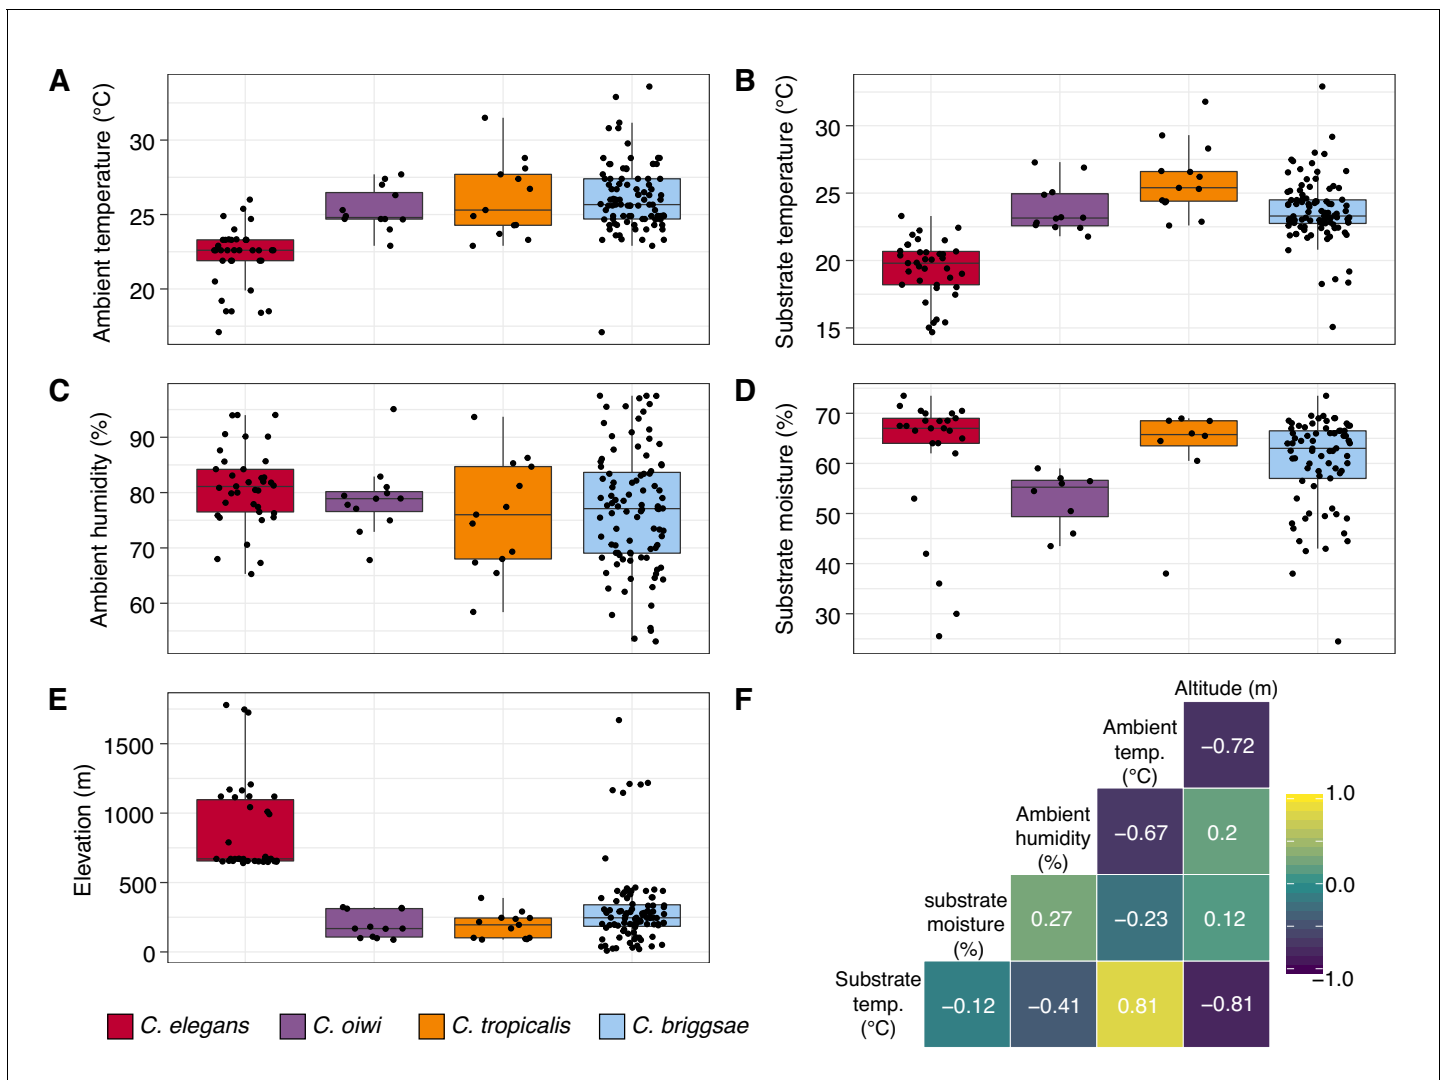 A
Ambient temperature (°C)
30
25
20
B
Substrate temperature (°C)
30
25
20
15
C
Ambient humidity (%)
90
80
70
60
D
Substrate moisture (%)
70
60
50
40
30
E
Elevation (m)
1500
1000
500
0
F
Altitude (m)
Ambient
temp.
(°C)
−0.72
Ambient
humidity
(%)
−0.67
0.2
substrate
moisture
(%)
0.27
−0.23
0.12
Substrate
temp.
(°C)
−0.12
−0.41
0.81
−0.81
1.0
0.0
−1.0
C. elegans
C. oiwi
C. tropicalis
C. briggsae